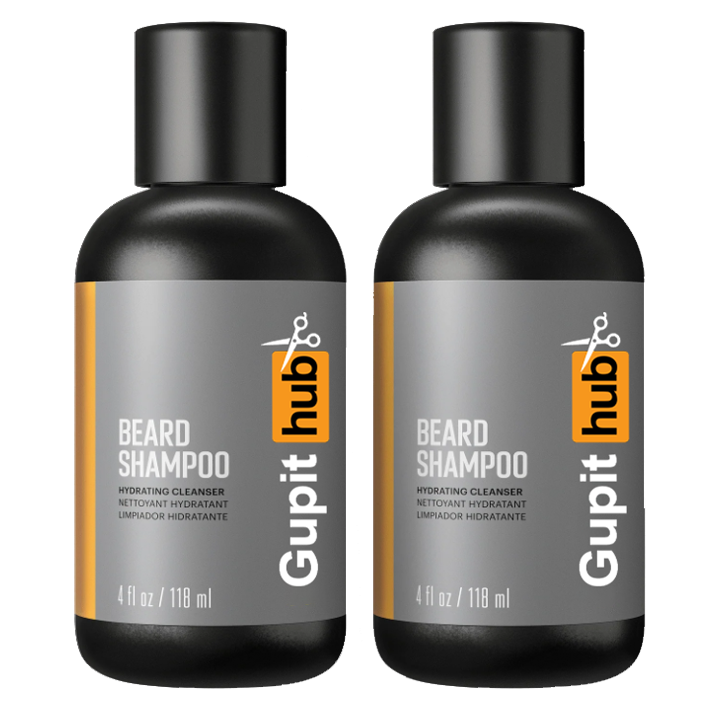 BEARD
SHAMPOO
HYDRATING CLEANSER
NETTOYANT HYDRATANT
LIMPIADOR HIDRATANTE
4 fl oz / 118 ml
Gupit hub
BEARD
SHAMPOO
HYDRATING CLEANSER
NETTOYANT HYDRATANT
LIMPIADOR HIDRATANTE
4 fl oz / 118 ml
Gupit hub